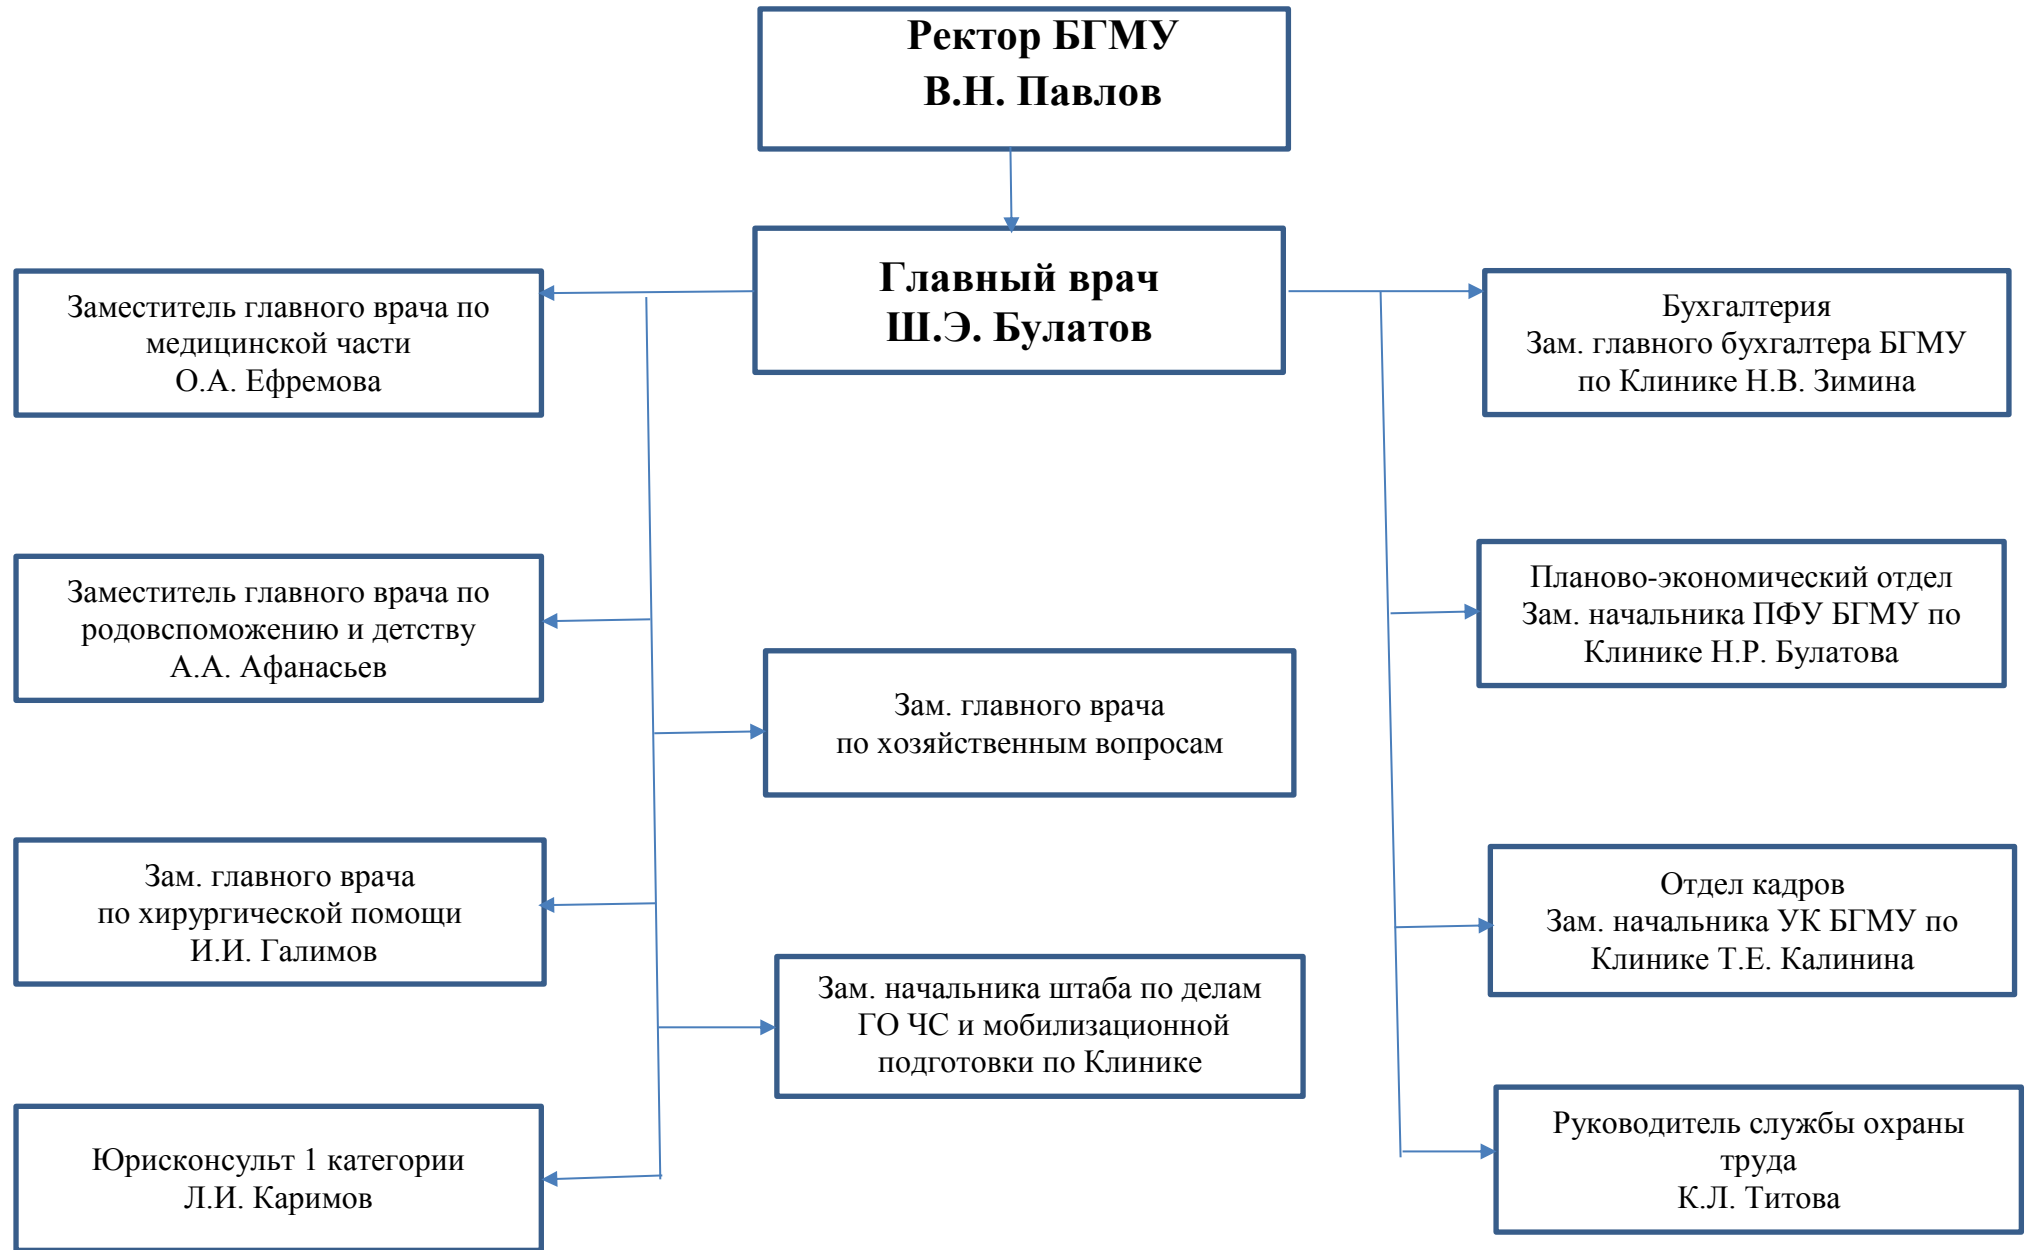 Ректор БГМУ
В.Н. Павлов
Главный врач
Ш.Э. Булатов
Заместитель главного врача по
медицинской части
О.А. Ефремова
Бухгалтерия
Зам. главного бухгалтера БГМУ
по Клинике Н.В. Зимина
Заместитель главного врача по
родовспоможению и детству
А.А. Афанасьев
Планово-экономический отдел
Зам. начальника ПФУ БГМУ по
Клинике Н.Р. Булатова
Зам. главного врача
по хозяйственным вопросам
Зам. главного врача
по хирургической помощи
И.И. Галимов
Отдел кадров
Зам. начальника УК БГМУ по
Клинике Т.Е. Калинина
Зам. начальника штаба по делам
ГО ЧС и мобилизационной
подготовки по Клинике
Юрисконсульт 1 категории
Л.И. Каримов
Руководитель службы охраны
труда
К.Л. Титова